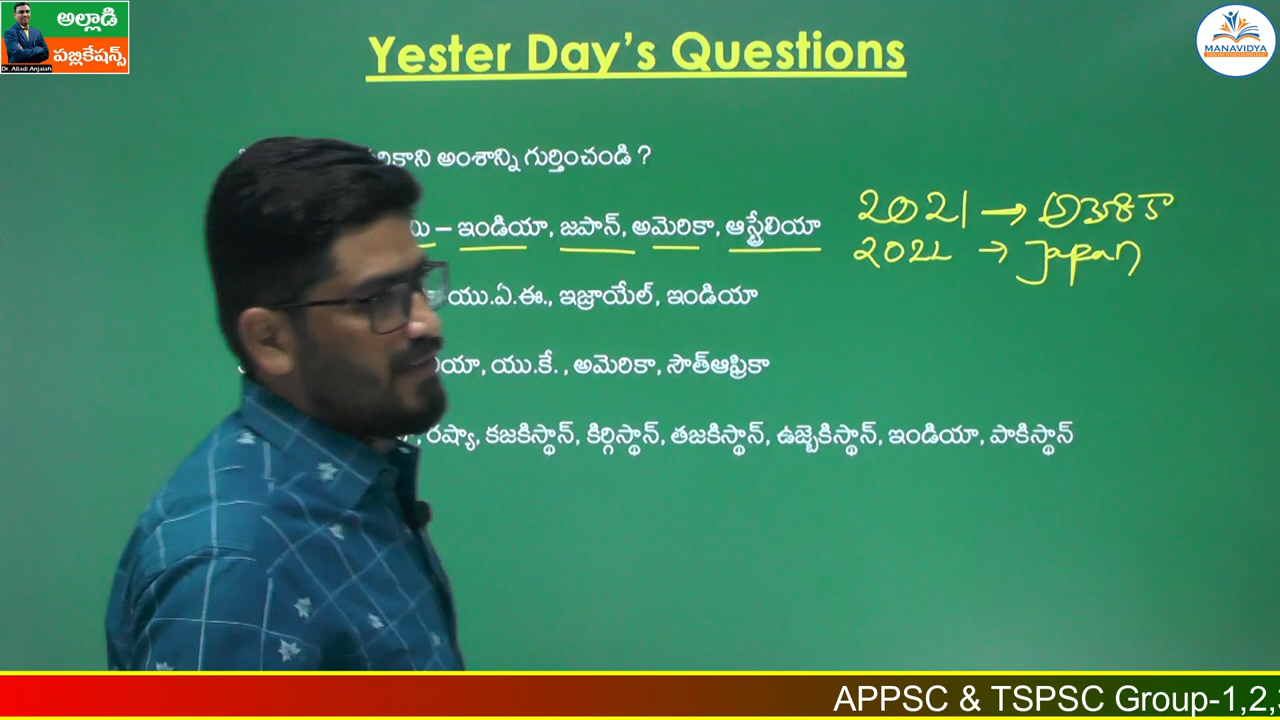 అల్లాడి
పబ్లికేషన్స్
Dr. Alladi Anjaiah
MANAVIDYA
Yester Day's Questions
అంశాన్ని గుర్తించండి ?
– ఇండియా, జపాన్, అమెరికా, ఆస్ట్రేలియా
2021 → అమెరికా
2022 → Japan
యు.ఏ.ఈ., ఇజ్రాయేల్, ఇండియా
యు.కే. , అమెరికా, సౌత్ఆఫ్రికా
, రష్యా, కజకిస్థాన్, కిర్గిస్థాన్, తజకిస్థాన్, ఉజ్బెకిస్థాన్, ఇండియా, పాకిస్థాన్
APPSC & TSPSC Group-1,2,